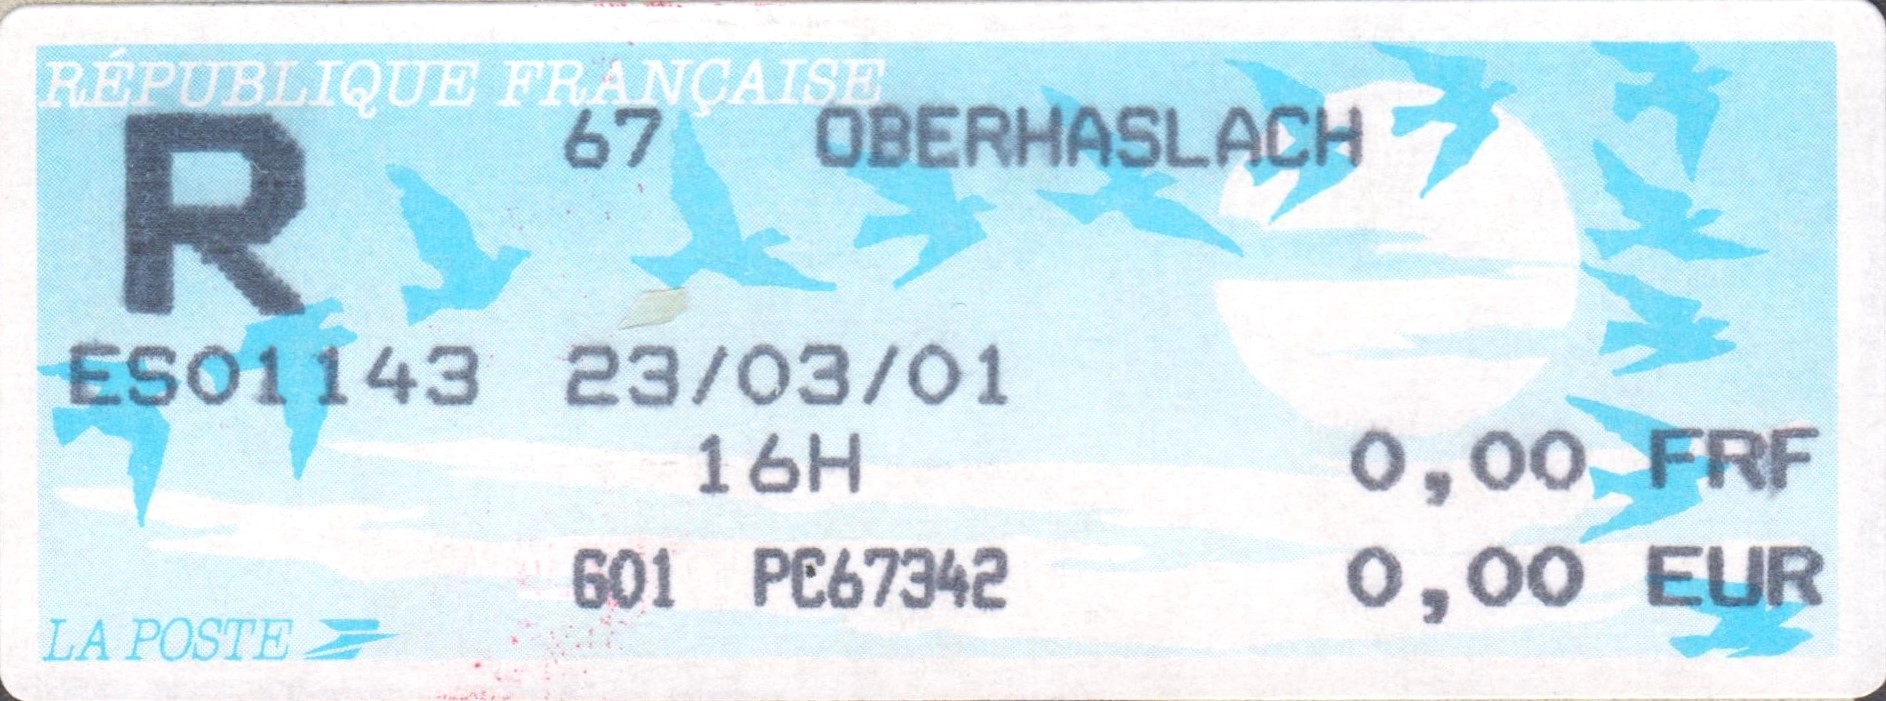 RÉPUBLIQUE FRANÇAISE
R
67 OBERHASLACH
ES01143 23/03/01
16H 0,00 FRF
601 PC67342 0,00 EUR
LA POSTE